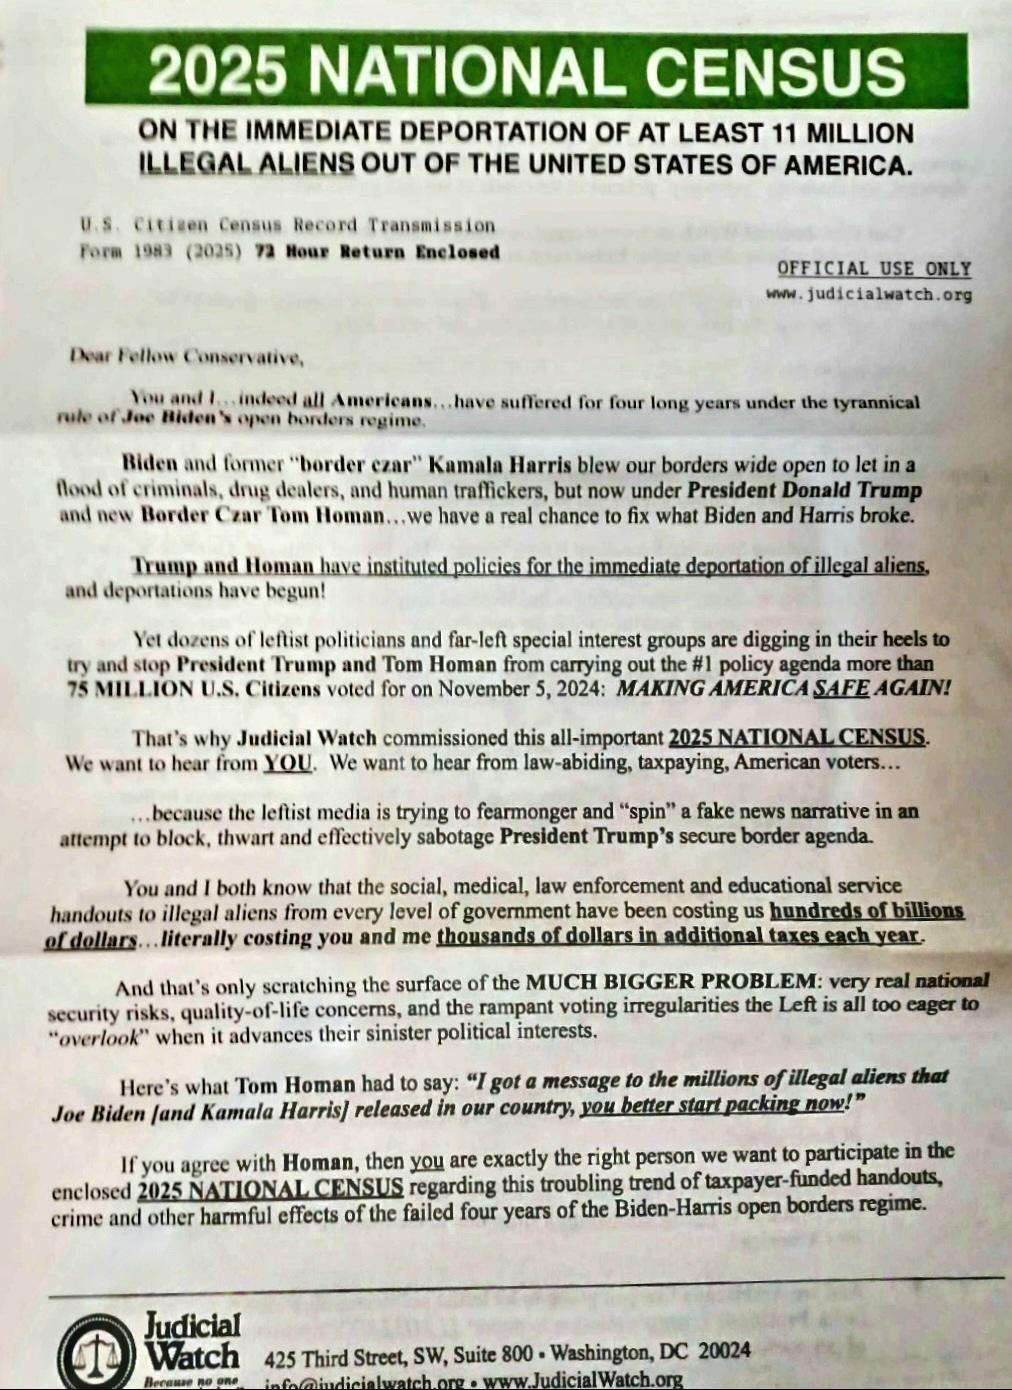 2025 NATIONAL CENSUS
ON THE IMMEDIATE DEPORTATION OF AT LEAST 11 MILLION
ILLEGAL ALIENS OUT OF THE UNITED STATES OF AMERICA.
U.S. Citizen Census Record Transmission
Form 1983 (2025) 72 Hour Return Enclosed
OFFICIAL USE ONLY
www.judicialwatch.org
Dear Fellow Conservative,
You and I...indeed all Americans...have suffered for four long years under the tyrannical
rule of Joe Biden's open borders regime.
Biden and former "border czar" Kamala Harris blew our borders wide open to let in a
flood of criminals, drug dealers, and human traffickers, but now under President Donald Trump
and new Border Czar Tom Homan...we have a real chance to fix what Biden and Harris broke.
Trump and Homan have instituted policies for the immediate deportation of illegal aliens,
and deportations have begun!
Yet dozens of leftist politicians and far-left special interest groups are digging in their heels to
try and stop President Trump and Tom Homan from carrying out the #1 policy agenda more than
75 MILLION U.S. Citizens voted for on November 5, 2024: MAKING AMERICA SAFE AGAIN!
That's why Judicial Watch commissioned this all-important 2025 NATIONAL CENSUS.
We want to hear from YOU. We want to hear from law-abiding, taxpaying, American voters...
...because the leftist media is trying to fearmonger and "spin" a fake news narrative in an
attempt to block, thwart and effectively sabotage President Trump's secure border agenda.
You and I both know that the social, medical, law enforcement and educational service
handouts to illegal aliens from every level of government have been costing us hundreds of billions
of dollars...literally costing you and me thousands of dollars in additional taxes each year.
And that's only scratching the surface of the MUCH BIGGER PROBLEM: very real national
security risks, quality-of-life concerns, and the rampant voting irregularities the Left is all too eager to
"overlook" when it advances their sinister political interests.
Here's what Tom Homan had to say: "I got a message to the millions of illegal aliens that
Joe Biden [and Kamala Harris] released in our country, you better start packing now!"
If you agree with Homan, then you are exactly the right person we want to participate in the
enclosed 2025 NATIONAL CENSUS regarding this troubling trend of taxpayer-funded handouts,
crime and other harmful effects of the failed four years of the Biden-Harris open borders regime.
Judicial
Watch
Because no one
425 Third Street, SW, Suite 800 • Washington, DC 20024
info@judicialwatch.org • www.JudicialWatch.org